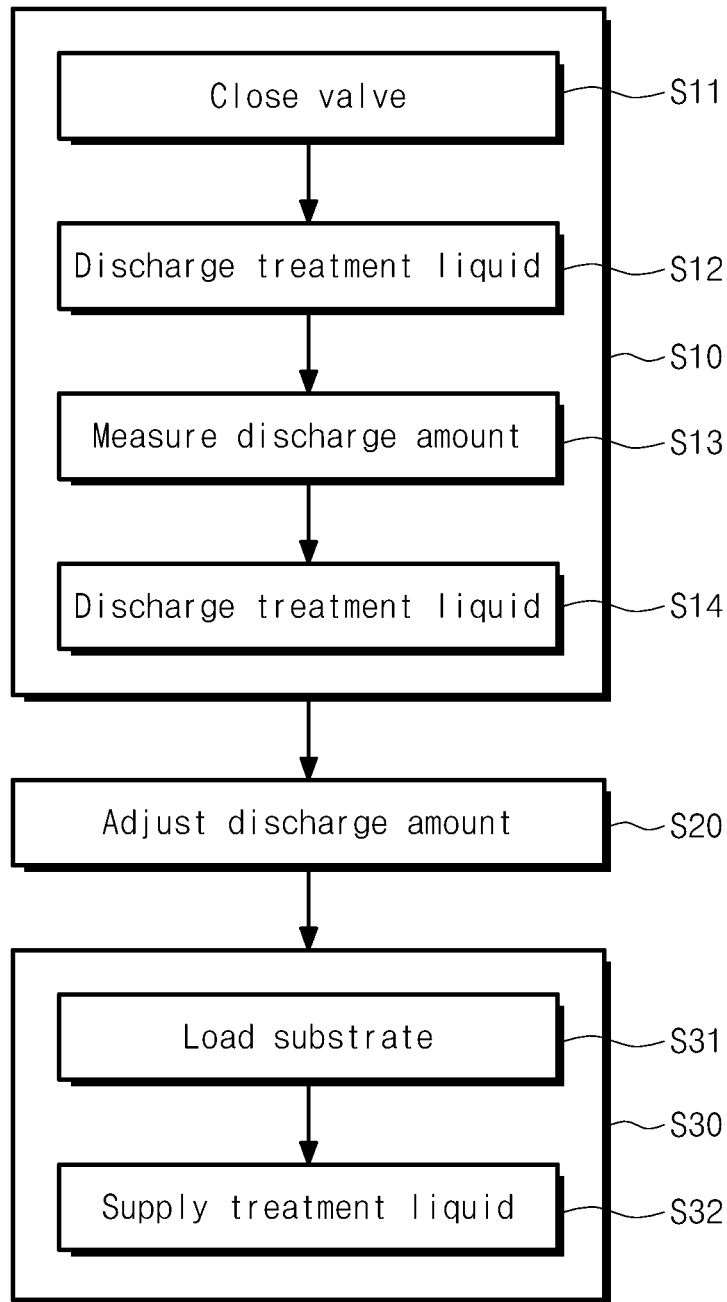 Close valve
S11
Discharge treatment liquid
S12
S10
Measure discharge amount
S13
Discharge treatment liquid
S14
Adjust discharge amount
S20
Load substrate
S31
S30
Supply treatment liquid
S32